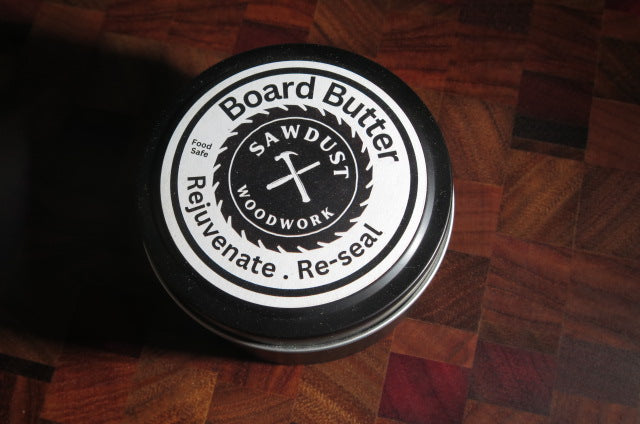 Board Butter
Food
Safe
SAWDUST
WOODWORK
Rejuvenate . Re-seal